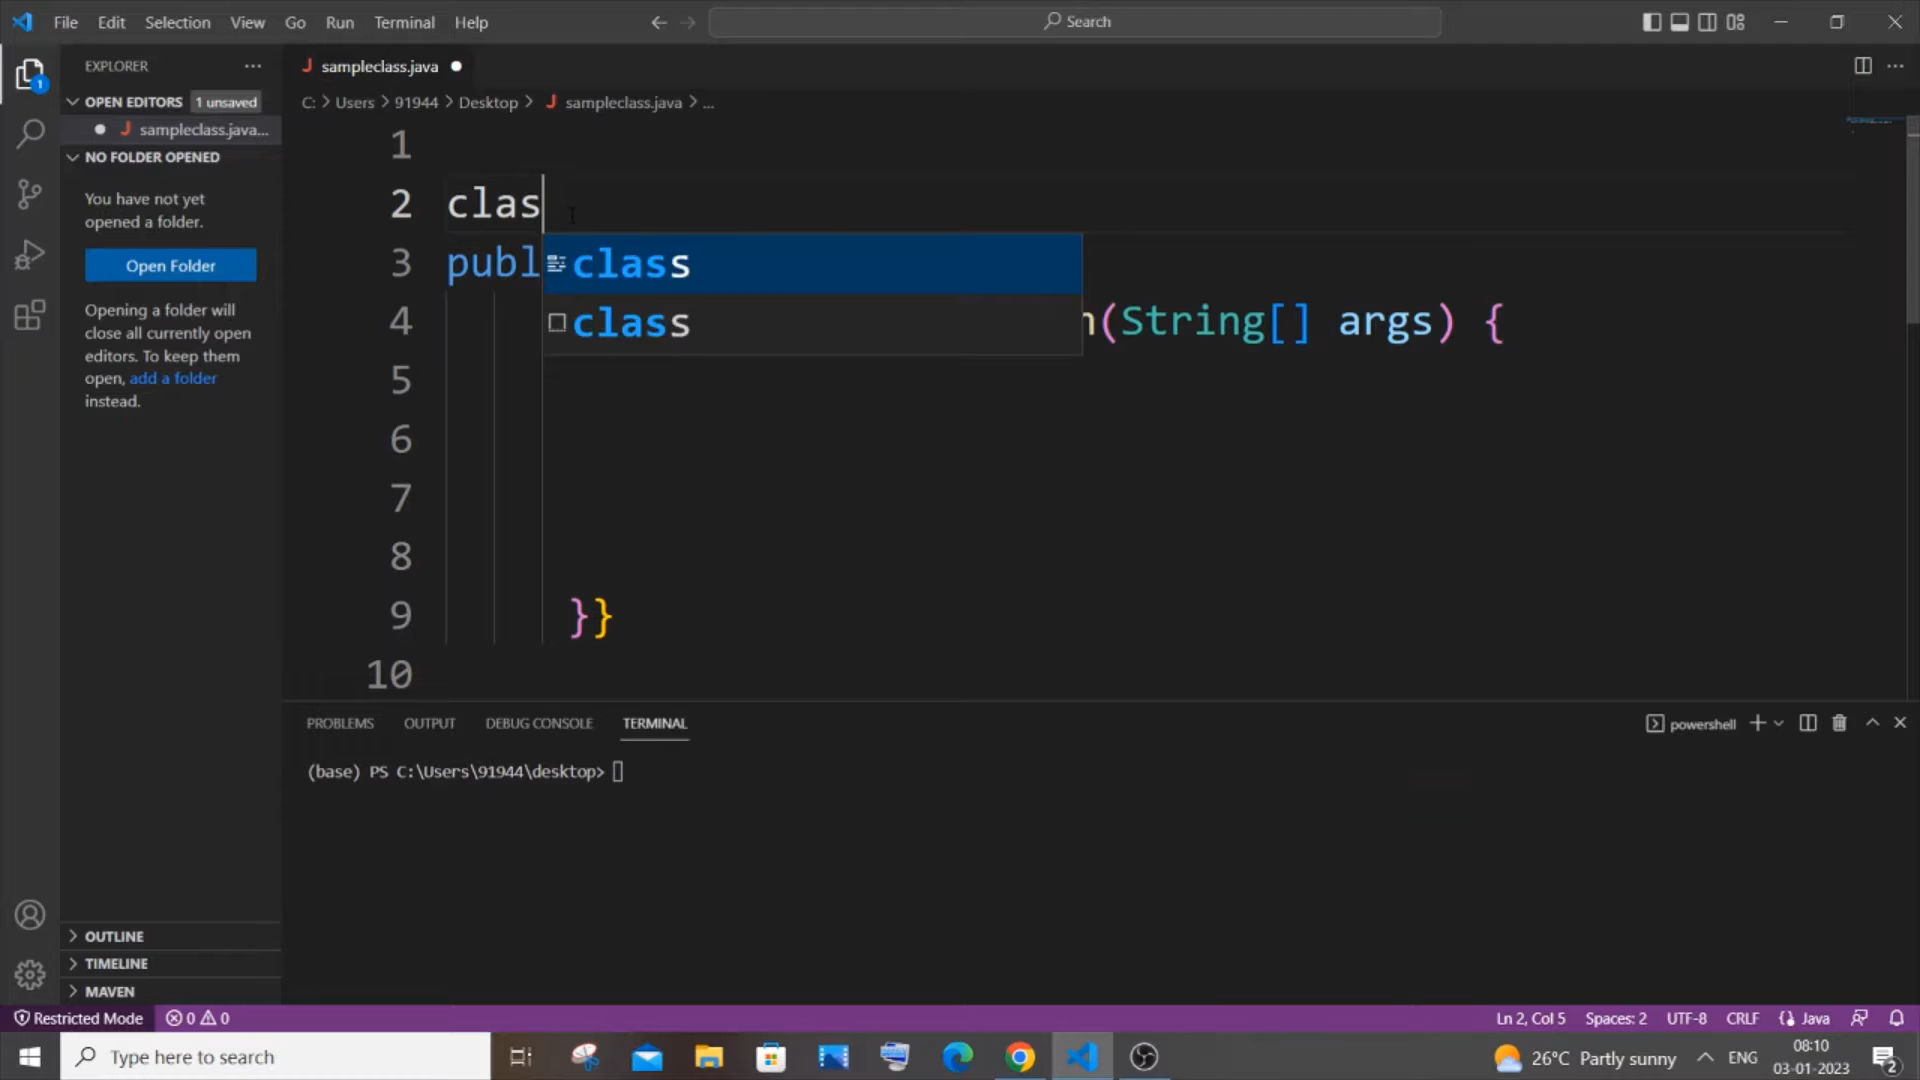 File Edit Selection View Go Run Terminal Help
Search
EXPLORER
OPEN EDITORS 1 unsaved
sampleclass.java...
NO FOLDER OPENED
You have not yet
opened a folder.
Open Folder
Opening a folder will
close all currently open
editors. To keep them
open, add a folder
instead.
OUTLINE
TIMELINE
MAVEN
1
sampleclass.java
C: > Users > 91944 > Desktop > sampleclass.java > ...
1
2 clas
3 publ
class
class
4 n(String[] args) {
5
6
7
8
9 }}
10
PROBLEMS OUTPUT DEBUG CONSOLE TERMINAL
powershell
(base) PS C:\Users\91944\desktop>
Restricted Mode 0 0
Ln 2, Col 5 Spaces: 2 UTF-8 CRLF Java
Type here to search
26°C Partly sunny ENG
08:10
03-01-2023
2